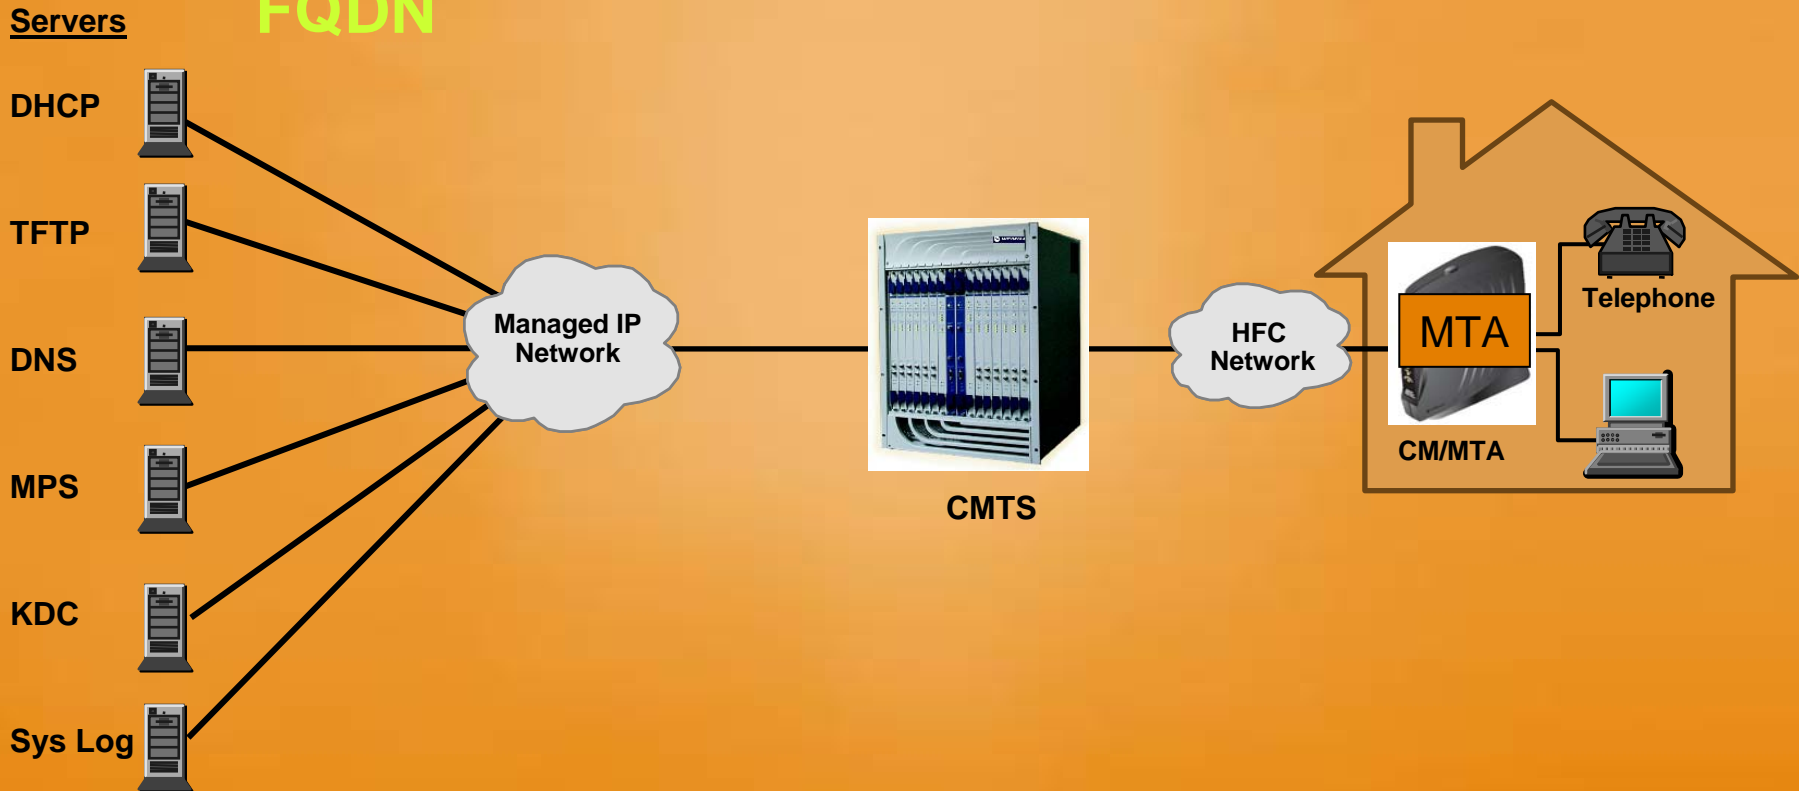 FQDN
Servers
DHCP
TFTP
DNS
MPS
KDC
Sys Log
Managed IP
Network
CMTS
HFC
Network
MTA
CM/MTA
Telephone